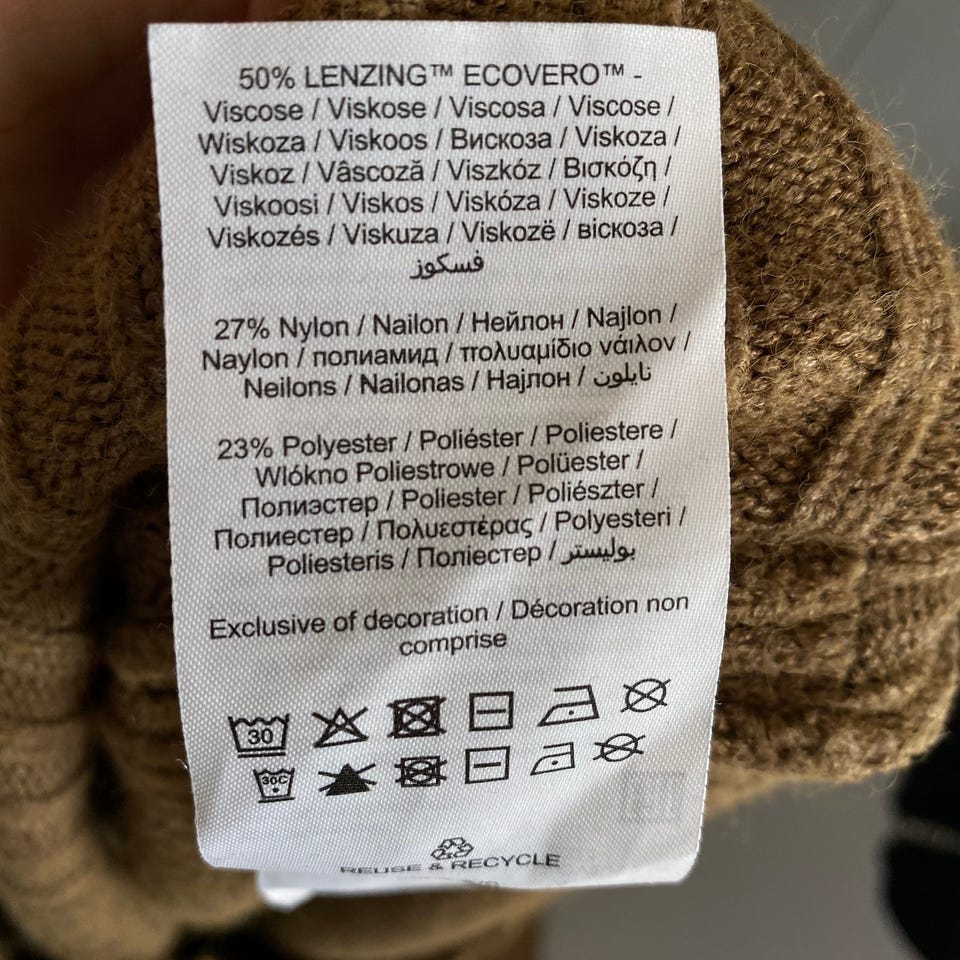 50% LENZING™ ECOVERO™ -
Viscose / Viskose / Viscosa / Viscose /
Wiskoza / Viskoos / Вискоза / Viskoza /
Viskoz / Vâscoză / Viszkóz / Βισκόζη /
Viskoosi / Viskos / Viskóza / Viskoze /
Viskozés / Viskuza / Viskozë / віскоза /
فسكوز
27% Nylon / Nailon / Нейлон / Najlon /
Naylon / полиамид / πολυαμίδιο νάιλον /
Neilons / Nailonas / Најлон / نايلون
23% Polyester / Poliéster / Poliestere /
Wlókno Poliestrowe / Polüester /
Полиэстер / Poliester / Poliészter /
Полиестер / Πολυεστέρας / Polyesteri /
Poliesteris / Поліестер / بوليستر
Exclusive of decoration / Décoration non
comprise
30
30C
REUSE & RECYCLE